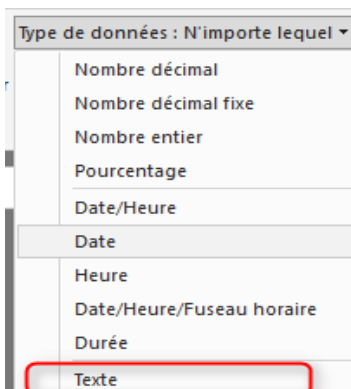 Type de données : N'importe lequel
Nombre décimal
Nombre décimal fixe
Nombre entier
Pourcentage
Date/Heure
Date
Heure
Date/Heure/Fuseau horaire
Durée
Texte